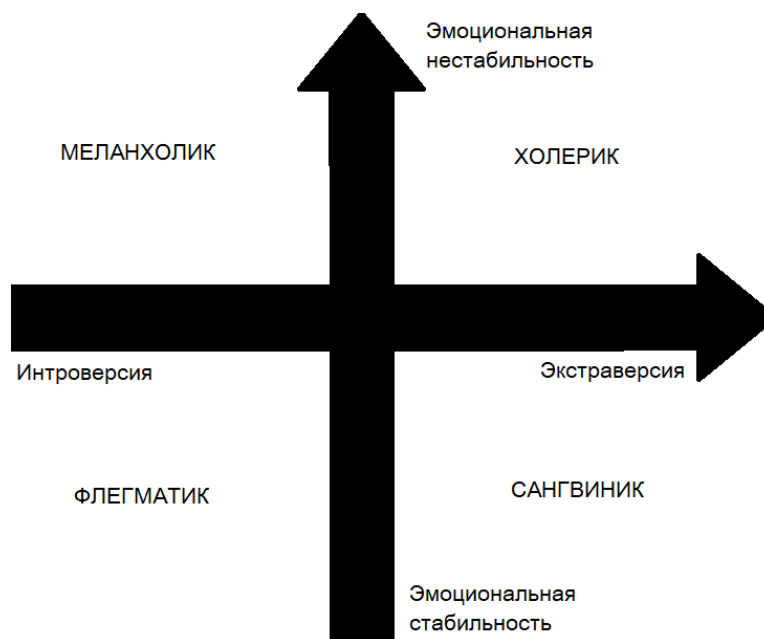 Эмоциональная
нестабильность
МЕЛАНХОЛИК
ХОЛЕРИК
Интроверсия
Экстраверсия
ФЛЕГМАТИК
САНГВИНИК
Эмоциональная
стабильность